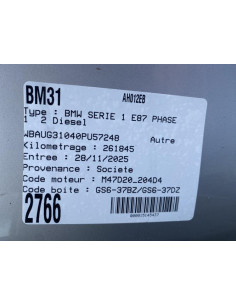 BM31
AH012EB
Type : BMW SERIE 1 E87 PHASE
1 2 Diesel
WBAUG31040PU57248
Autre
Kilometrage : 261845
Entree : 28/11/2025
Provenance : Societe
Code moteur : M47D20_204D4
Code boite : GS6-37BZ/GS6-37DZ
2766